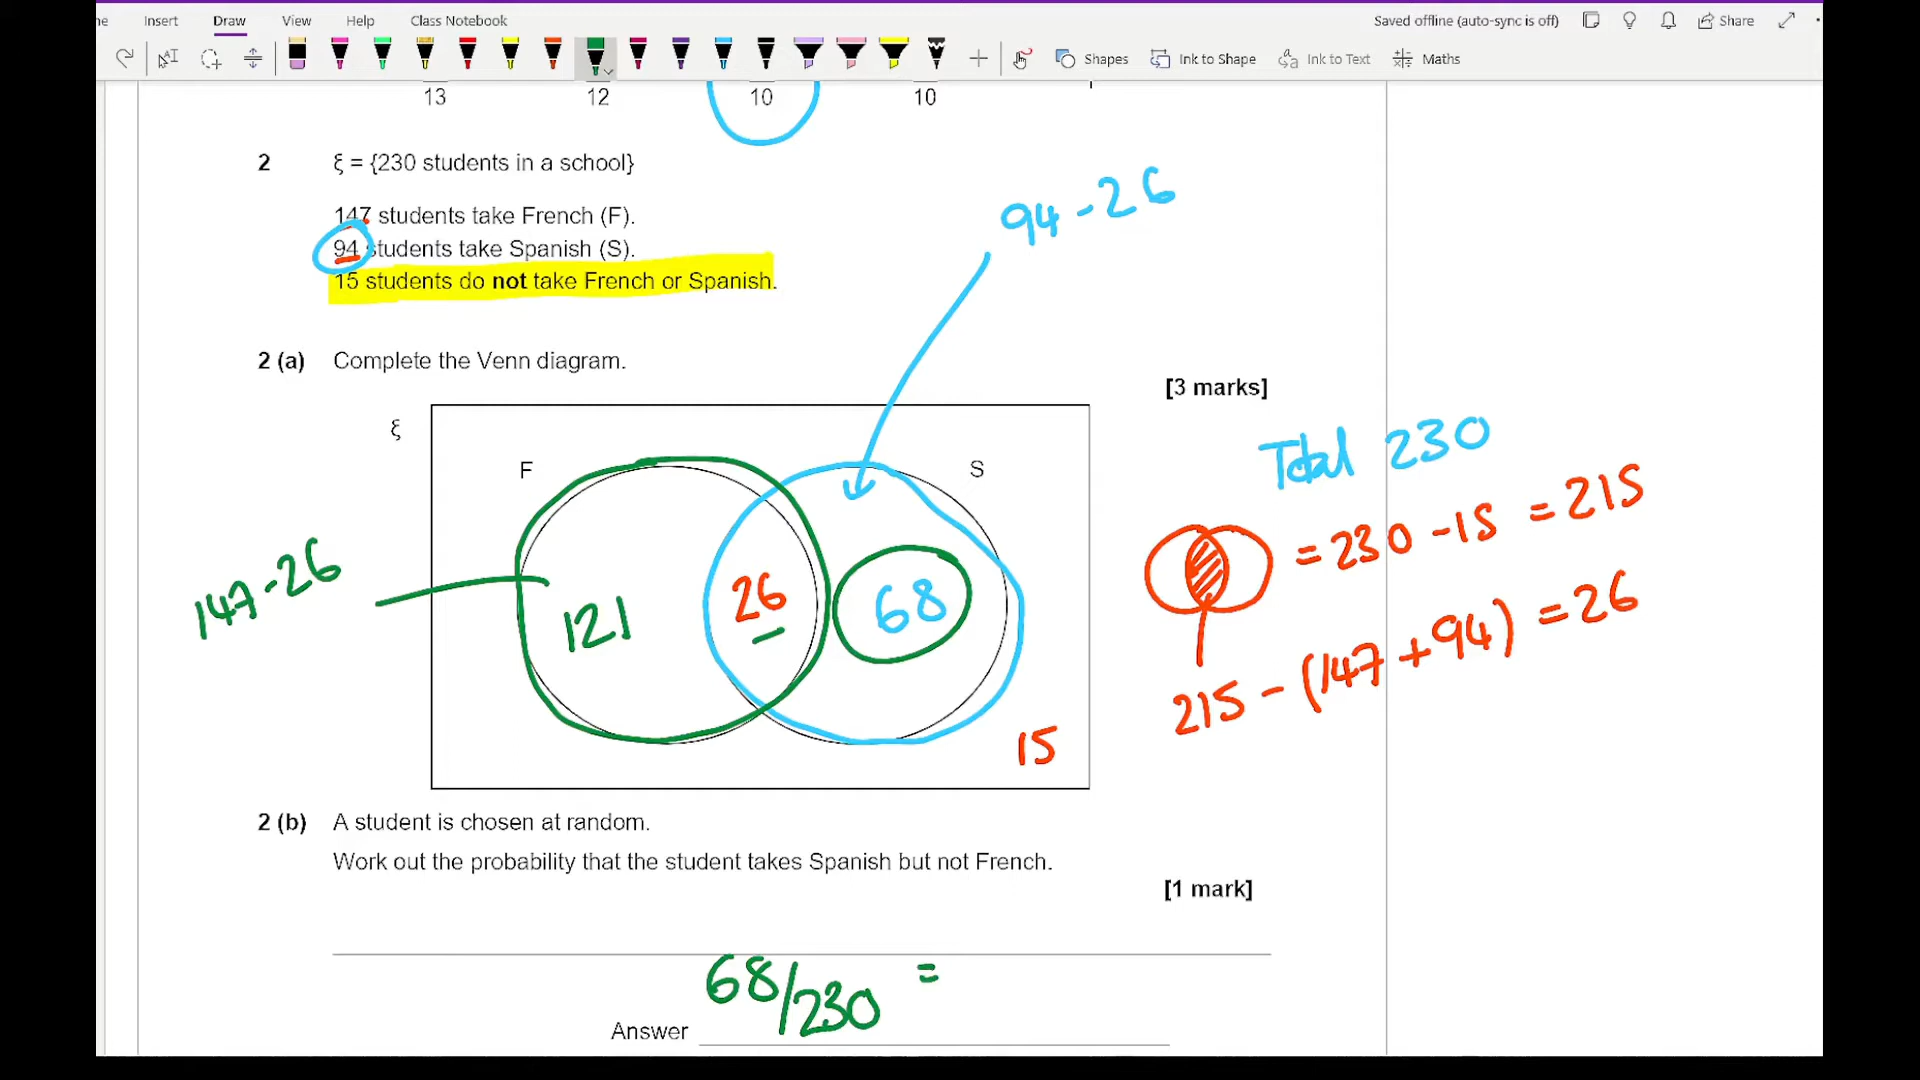 Insert Draw View Help Class Notebook Saved offline (auto-sync is off) Share
Shapes Ink to Shape Ink to Text Maths
13 12 10 10
2 ξ = {230 students in a school}
147 students take French (F).
94 students take Spanish (S).
15 students do not take French or Spanish.
94-26
2 (a) Complete the Venn diagram.
[3 marks]
ξ
F
S
Total 230
= 230 -15 = 215
147-26
121
26
68
215 - (147 + 94) = 26
15
2 (b) A student is chosen at random.
Work out the probability that the student takes Spanish but not French.
[1 mark]
68/230 =
Answer